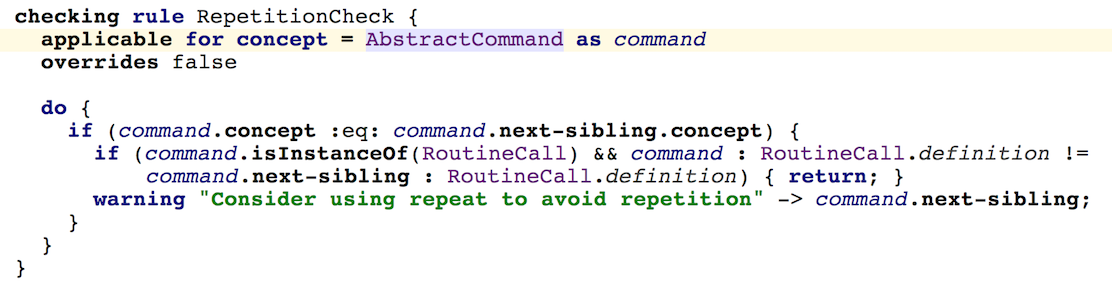 checking rule RepetitionCheck {
applicable for concept = AbstractCommand as command
overrides false
do {
if (command.concept :eq: command.next-sibling.concept) {
if (command.isInstanceOf(RoutineCall) && command : RoutineCall.definition !=
command.next-sibling : RoutineCall.definition) { return; }
warning "Consider using repeat to avoid repetition" -> command.next-sibling;
}
}
}